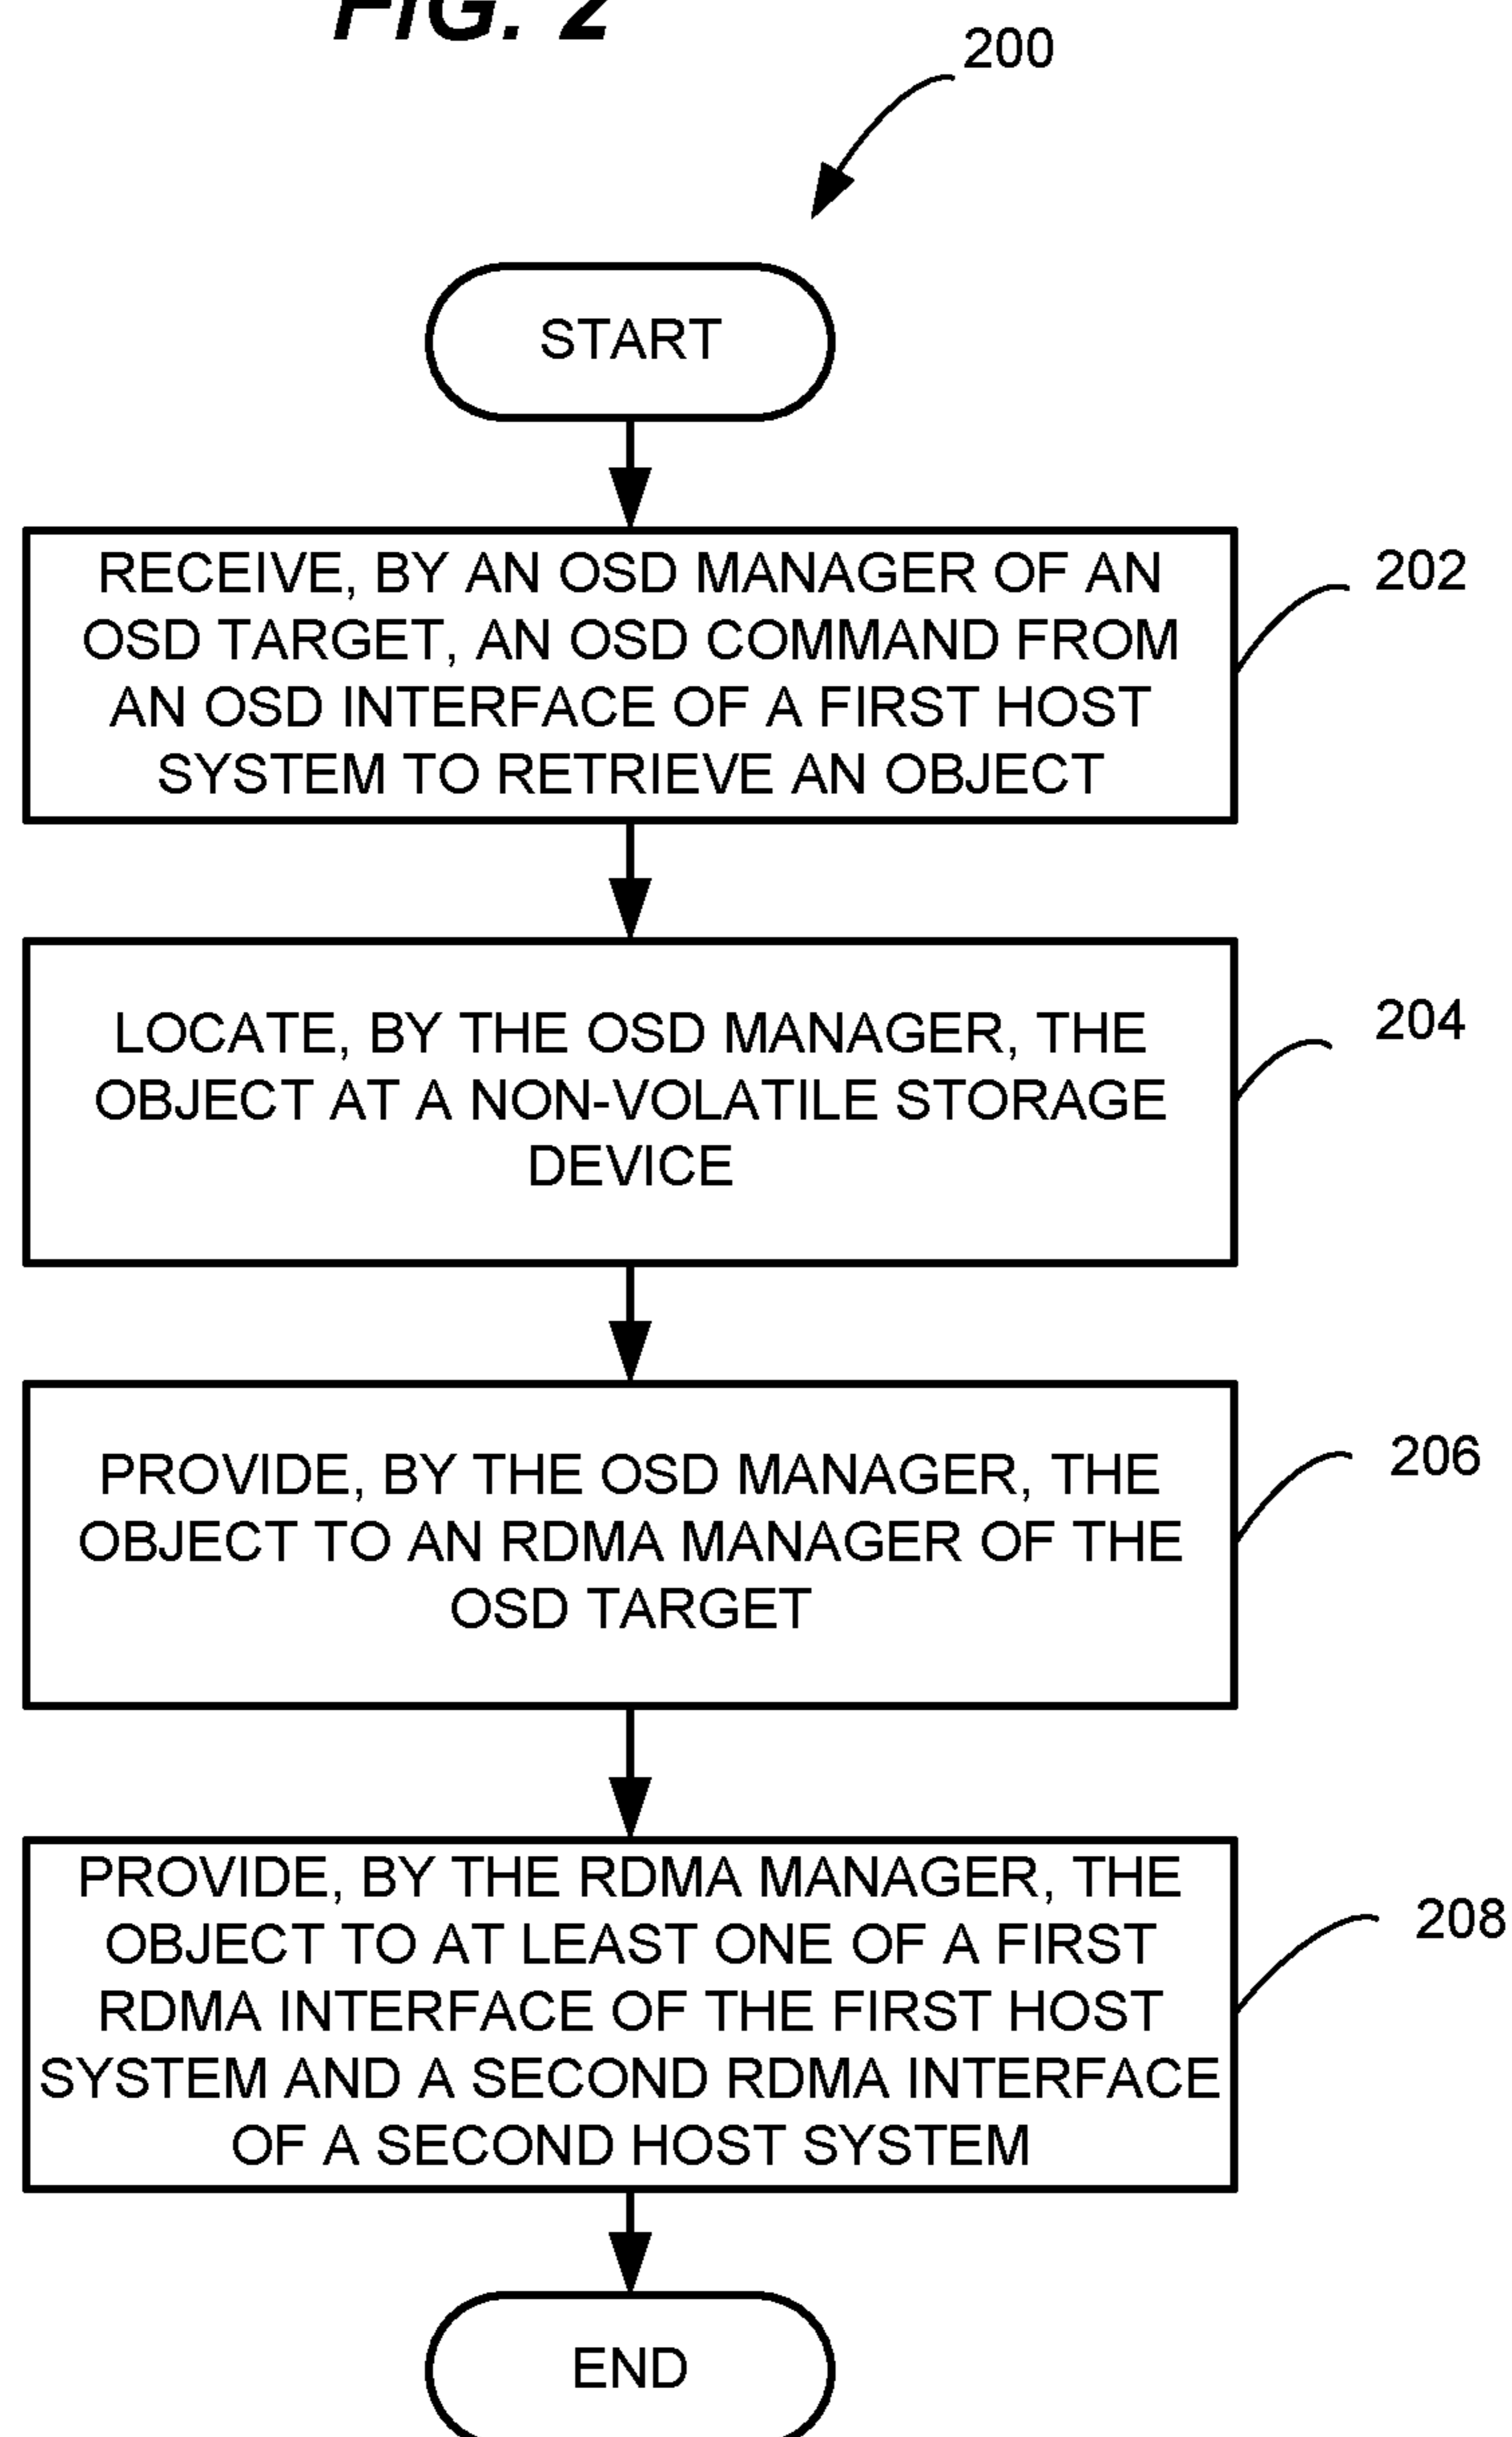 FIG. 2
200
START
RECEIVE, BY AN OSD MANAGER OF AN
OSD TARGET, AN OSD COMMAND FROM
AN OSD INTERFACE OF A FIRST HOST
SYSTEM TO RETRIEVE AN OBJECT
202
LOCATE, BY THE OSD MANAGER, THE
OBJECT AT A NON-VOLATILE STORAGE
DEVICE
204
PROVIDE, BY THE OSD MANAGER, THE
OBJECT TO AN RDMA MANAGER OF THE
OSD TARGET
206
PROVIDE, BY THE RDMA MANAGER, THE
OBJECT TO AT LEAST ONE OF A FIRST
RDMA INTERFACE OF THE FIRST HOST
SYSTEM AND A SECOND RDMA INTERFACE
OF A SECOND HOST SYSTEM
208
END